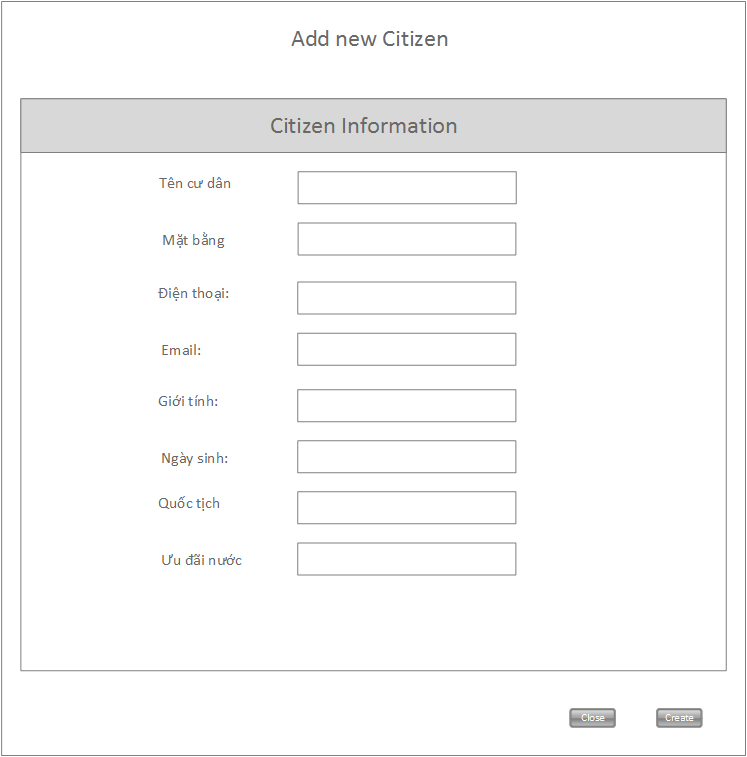 Add new Citizen
Citizen Information
Tên cư dân
Mặt bằng
Điện thoại:
Email:
Giới tính:
Ngày sinh:
Quốc tịch
Ưu đãi nước
Close
Create